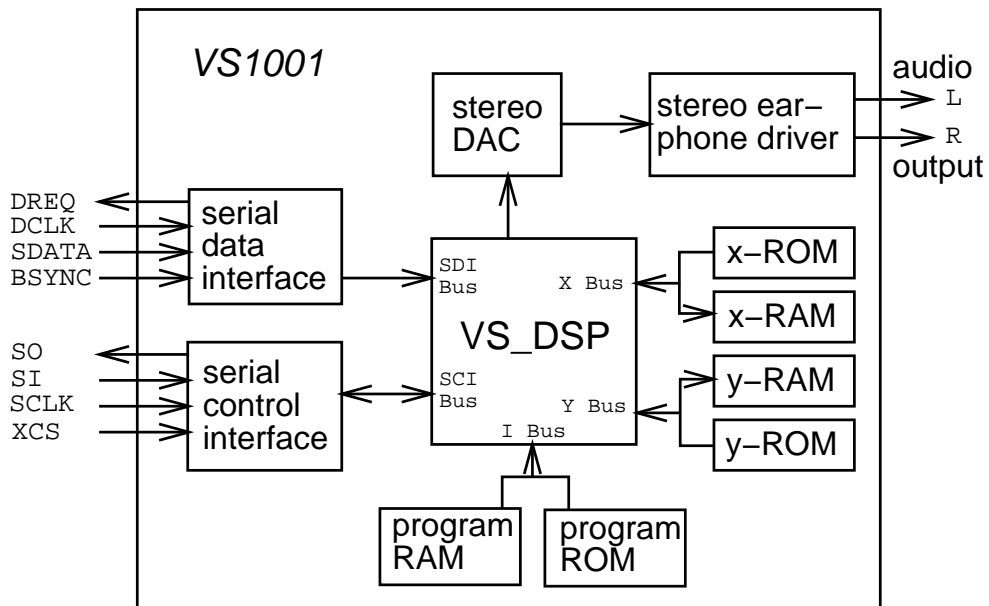 VS1001
audio
L
R
output
stereo
DAC
stereo ear–
phone driver
DREQ
DCLK
SDATA
BSYNC
serial
data
interface
SDI
Bus
X Bus
x–ROM
x–RAM
VS_DSP
SO
SI
SCLK
XCS
serial
control
interface
SCI
Bus
Y Bus
I Bus
y–RAM
y–ROM
program
RAM
program
ROM